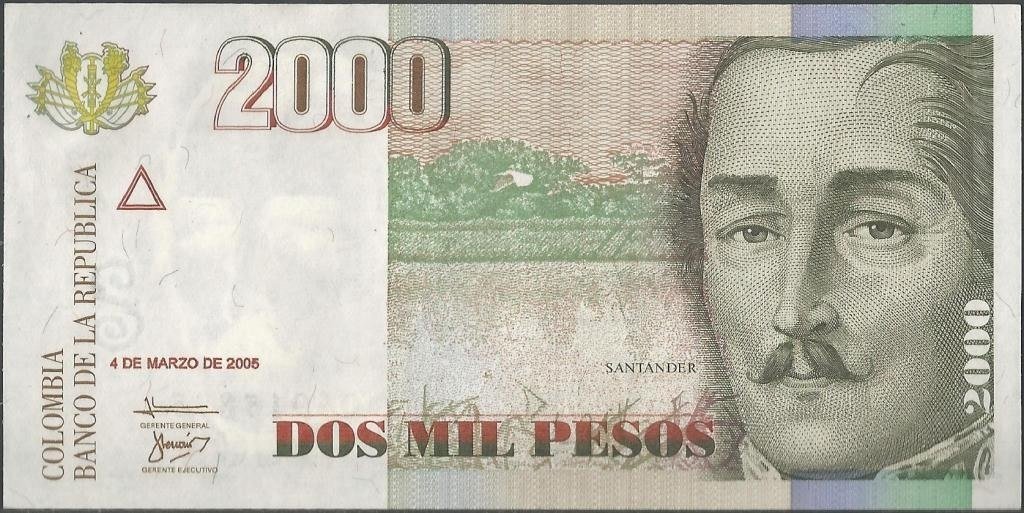 2000
COLOMBIA
BANCO DE LA REPUBLICA
4 DE MARZO DE 2005
GERENTE GENERAL
GERENTE EJECUTIVO
SANTANDER
DOS MIL PESOS
2000